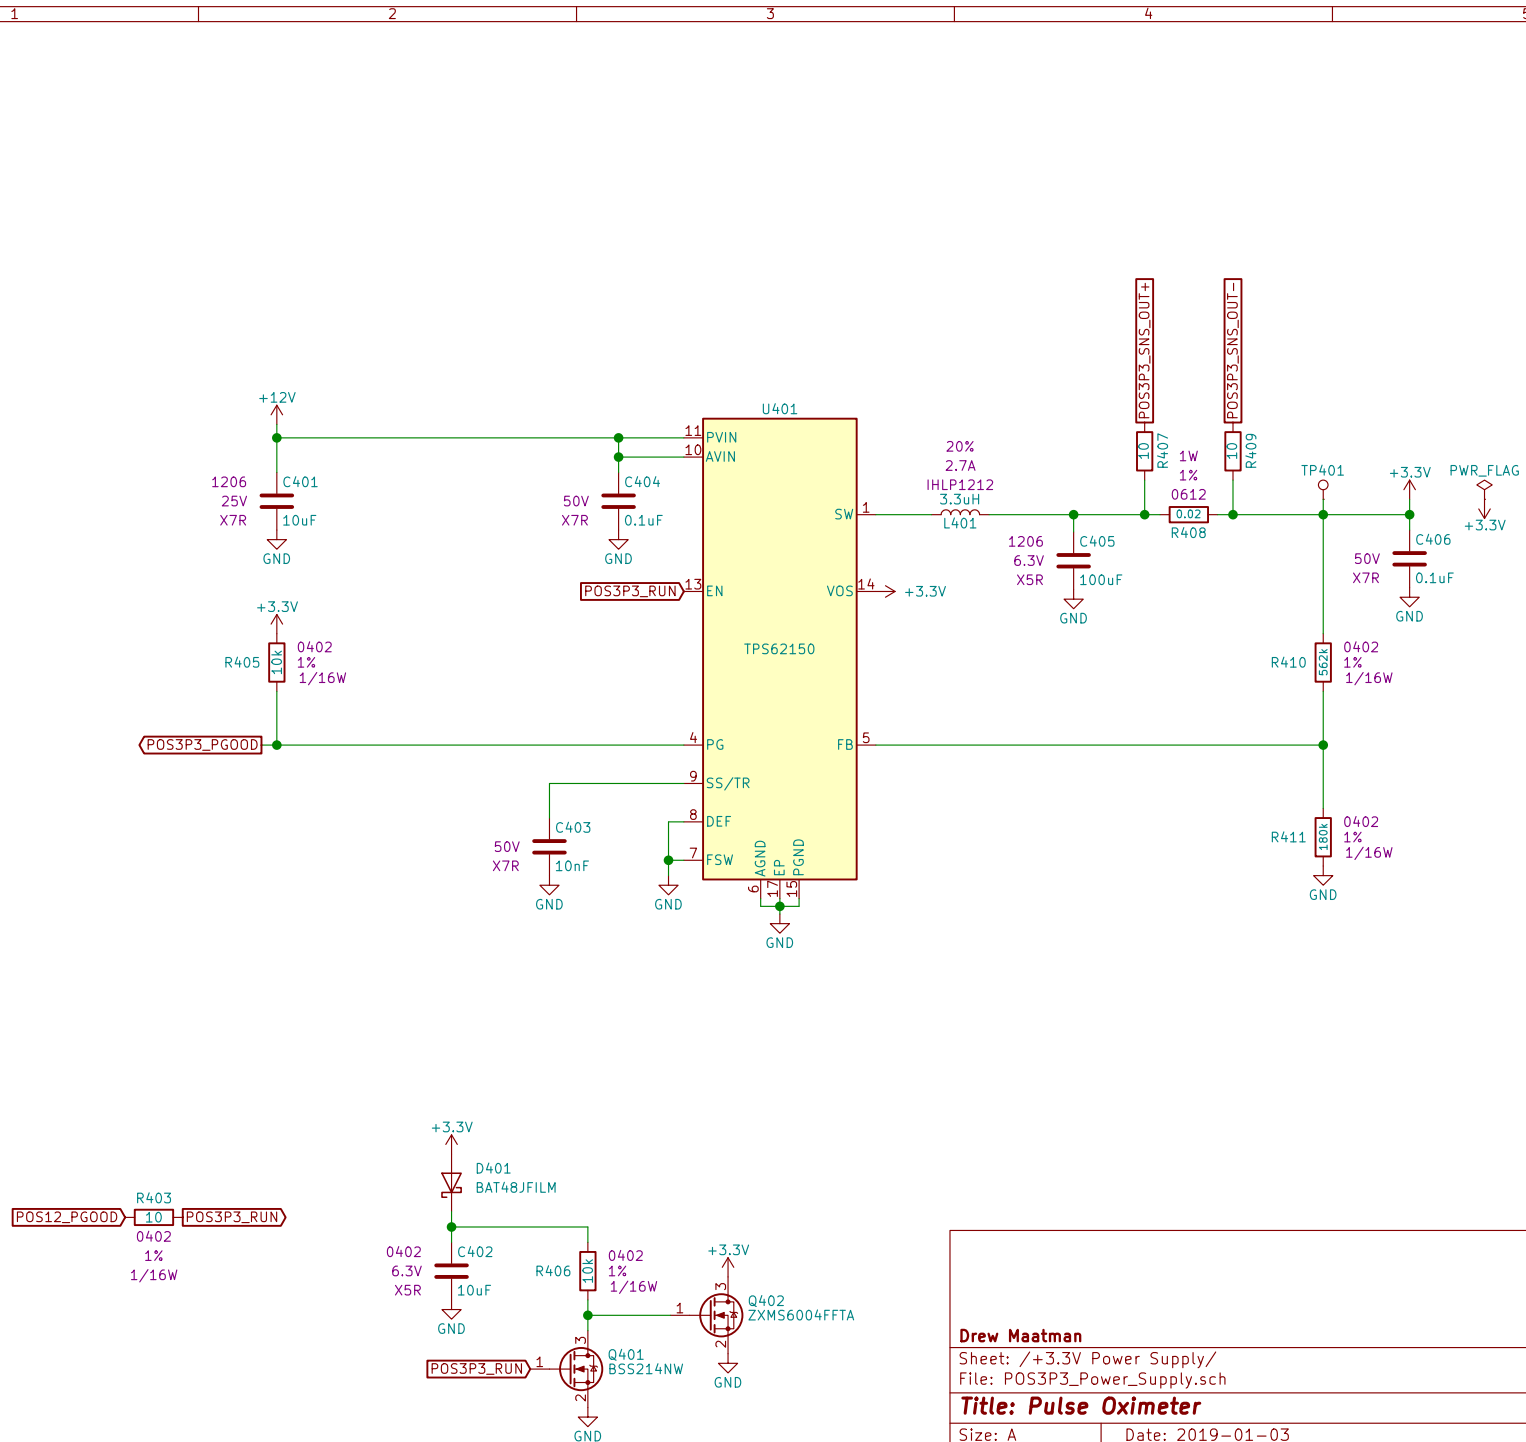 1 2 3 4 5
POS3P3_SNS_OUT+
POS3P3_SNS_OUT-
10
R407
10
R409
+12V
1206
25V
X7R
C401
10uF
GND
50V
X7R
C404
0.1uF
GND
U401
TPS62150
11 PVIN
10 AVIN
13 EN
4 PG
9 SS/TR
8 DEF
7 FSW
SW 1
VOS 14
FB 5
AGND
EP
PGND
6
17
15
GND
POS3P3_RUN
+3.3V
20%
2.7A
IHLP1212
3.3uH
L401
1206
6.3V
X5R
C405
100uF
GND
1W
1%
0612
0.02
R408
TP401
+3.3V
50V
X7R
C406
0.1uF
GND
PWR_FLAG
+3.3V
+3.3V
R405
10k
0402
1%
1/16W
POS3P3_PGOOD
50V
X7R
C403
10nF
GND
GND
R410
562k
0402
1%
1/16W
R411
180k
0402
1%
1/16W
GND
POS12_PGOOD
R403
10
0402
1%
1/16W
POS3P3_RUN
+3.3V
D401
BAT48JFILM
0402
6.3V
X5R
C402
10uF
GND
R406
10k
0402
1%
1/16W
POS3P3_RUN
1
3
2
Q401
BSS214NW
GND
+3.3V
1
3
2
Q402
ZXMS6004FFTA
GND
Drew Maatman
Sheet: /+3.3V Power Supply/
File: POS3P3_Power_Supply.sch
Title: Pulse Oximeter
Size: A
Date: 2019-01-03